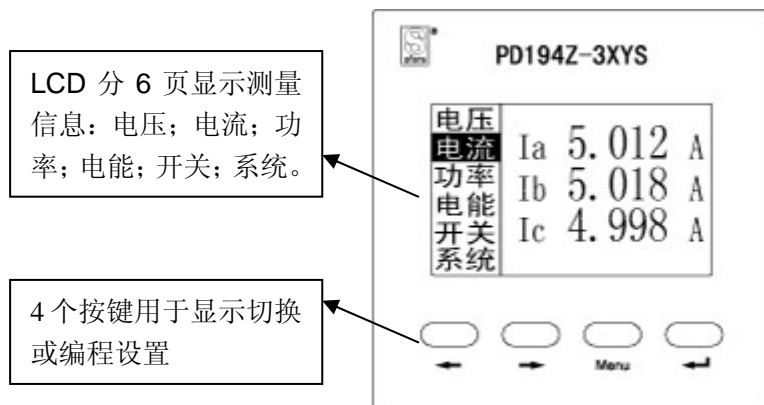 LCD 分 6 页显示测量
信息：电压；电流；功
率；电能；开关；系统。
4 个按键用于显示切换
或编程设置
PD194Z-3XYS
电压
电流
功率
电能
开关
系统
Ia 5.012 A
Ib 5.018 A
Ic 4.998 A
Menu